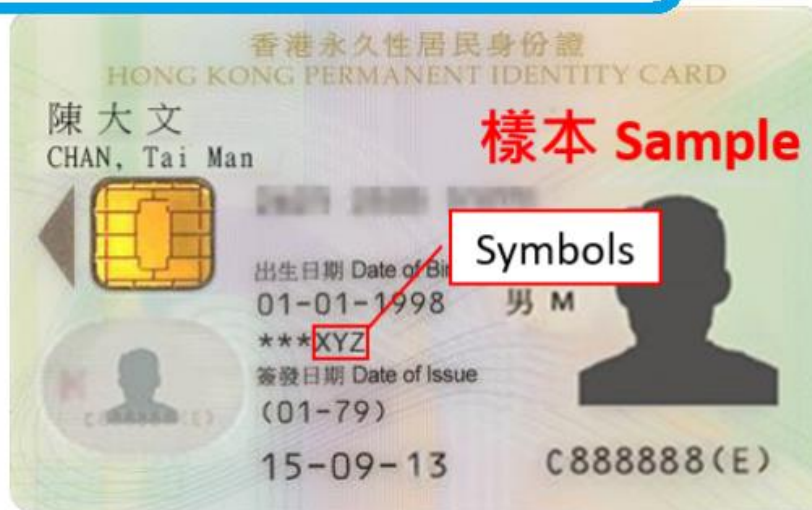 香港永久性居民身份證
HONG KONG PERMANENT IDENTITY CARD
陳大文
CHAN, Tai Man
樣本 Sample
Symbols
出生日期 Date of
01-01-1998 男 M
***XYZ
簽發日期 Date of Issue
(01-79)
15-09-13
C888888(E)